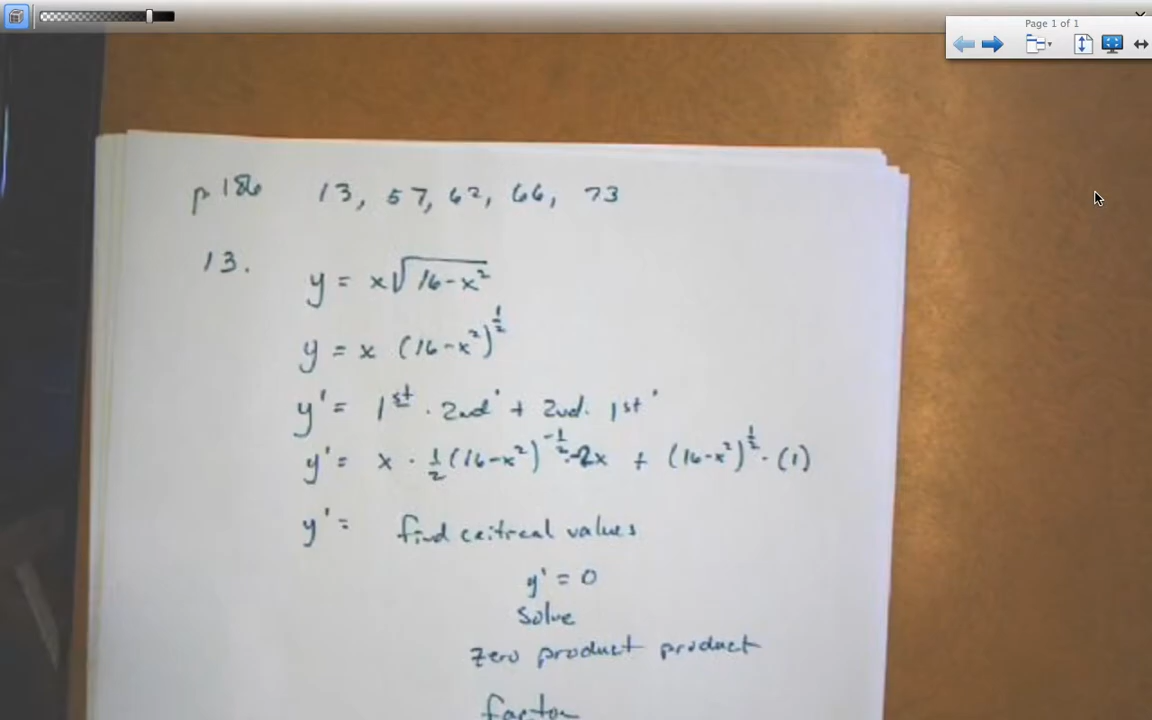 Page 1 of 1
p 186 13, 57, 62, 66, 73
13.
y = x√(16-x²)
y = x (16-x²)^½
y' = 1st · 2nd' + 2nd · 1st'
y' = x · ½(16-x²)^-½ · -2x + (16-x²)^½ · (1)
y' = find ceitreal values
y' = 0
Solve
Zero product product
factor